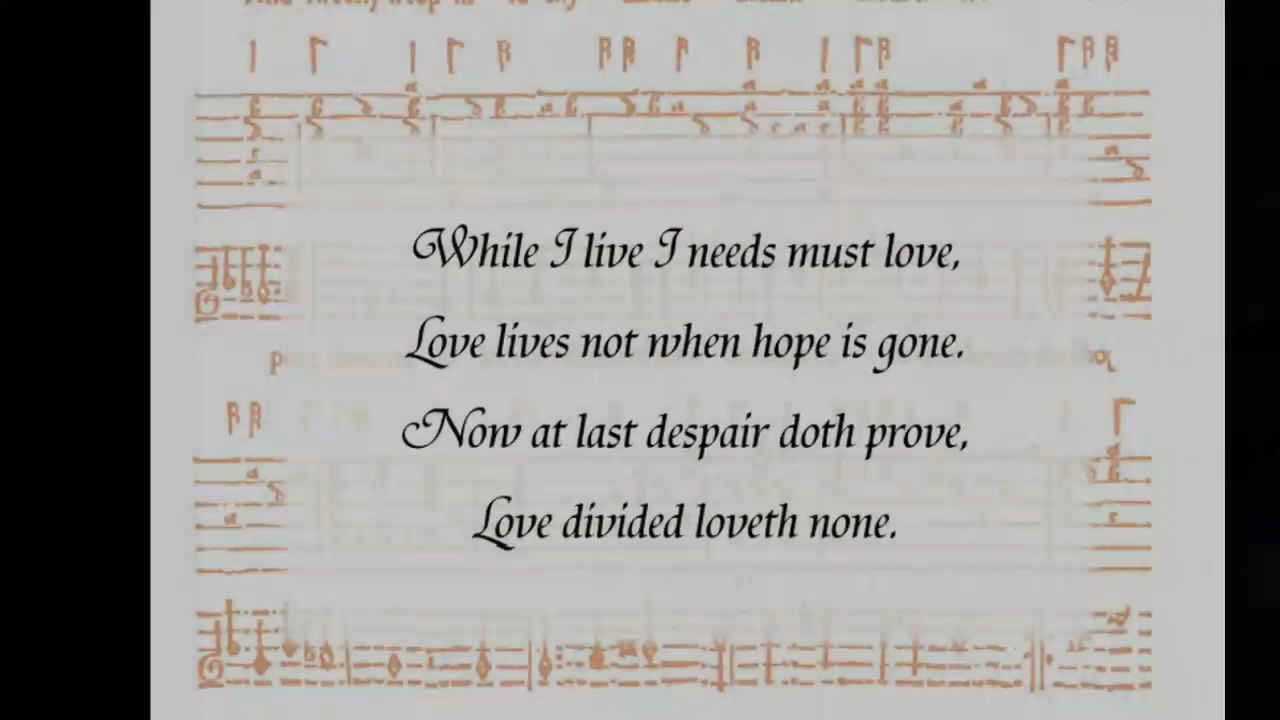 While I live I needs must love,
Love lives not when hope is gone.
Now at last despair doth prove,
Love divided loveth none.